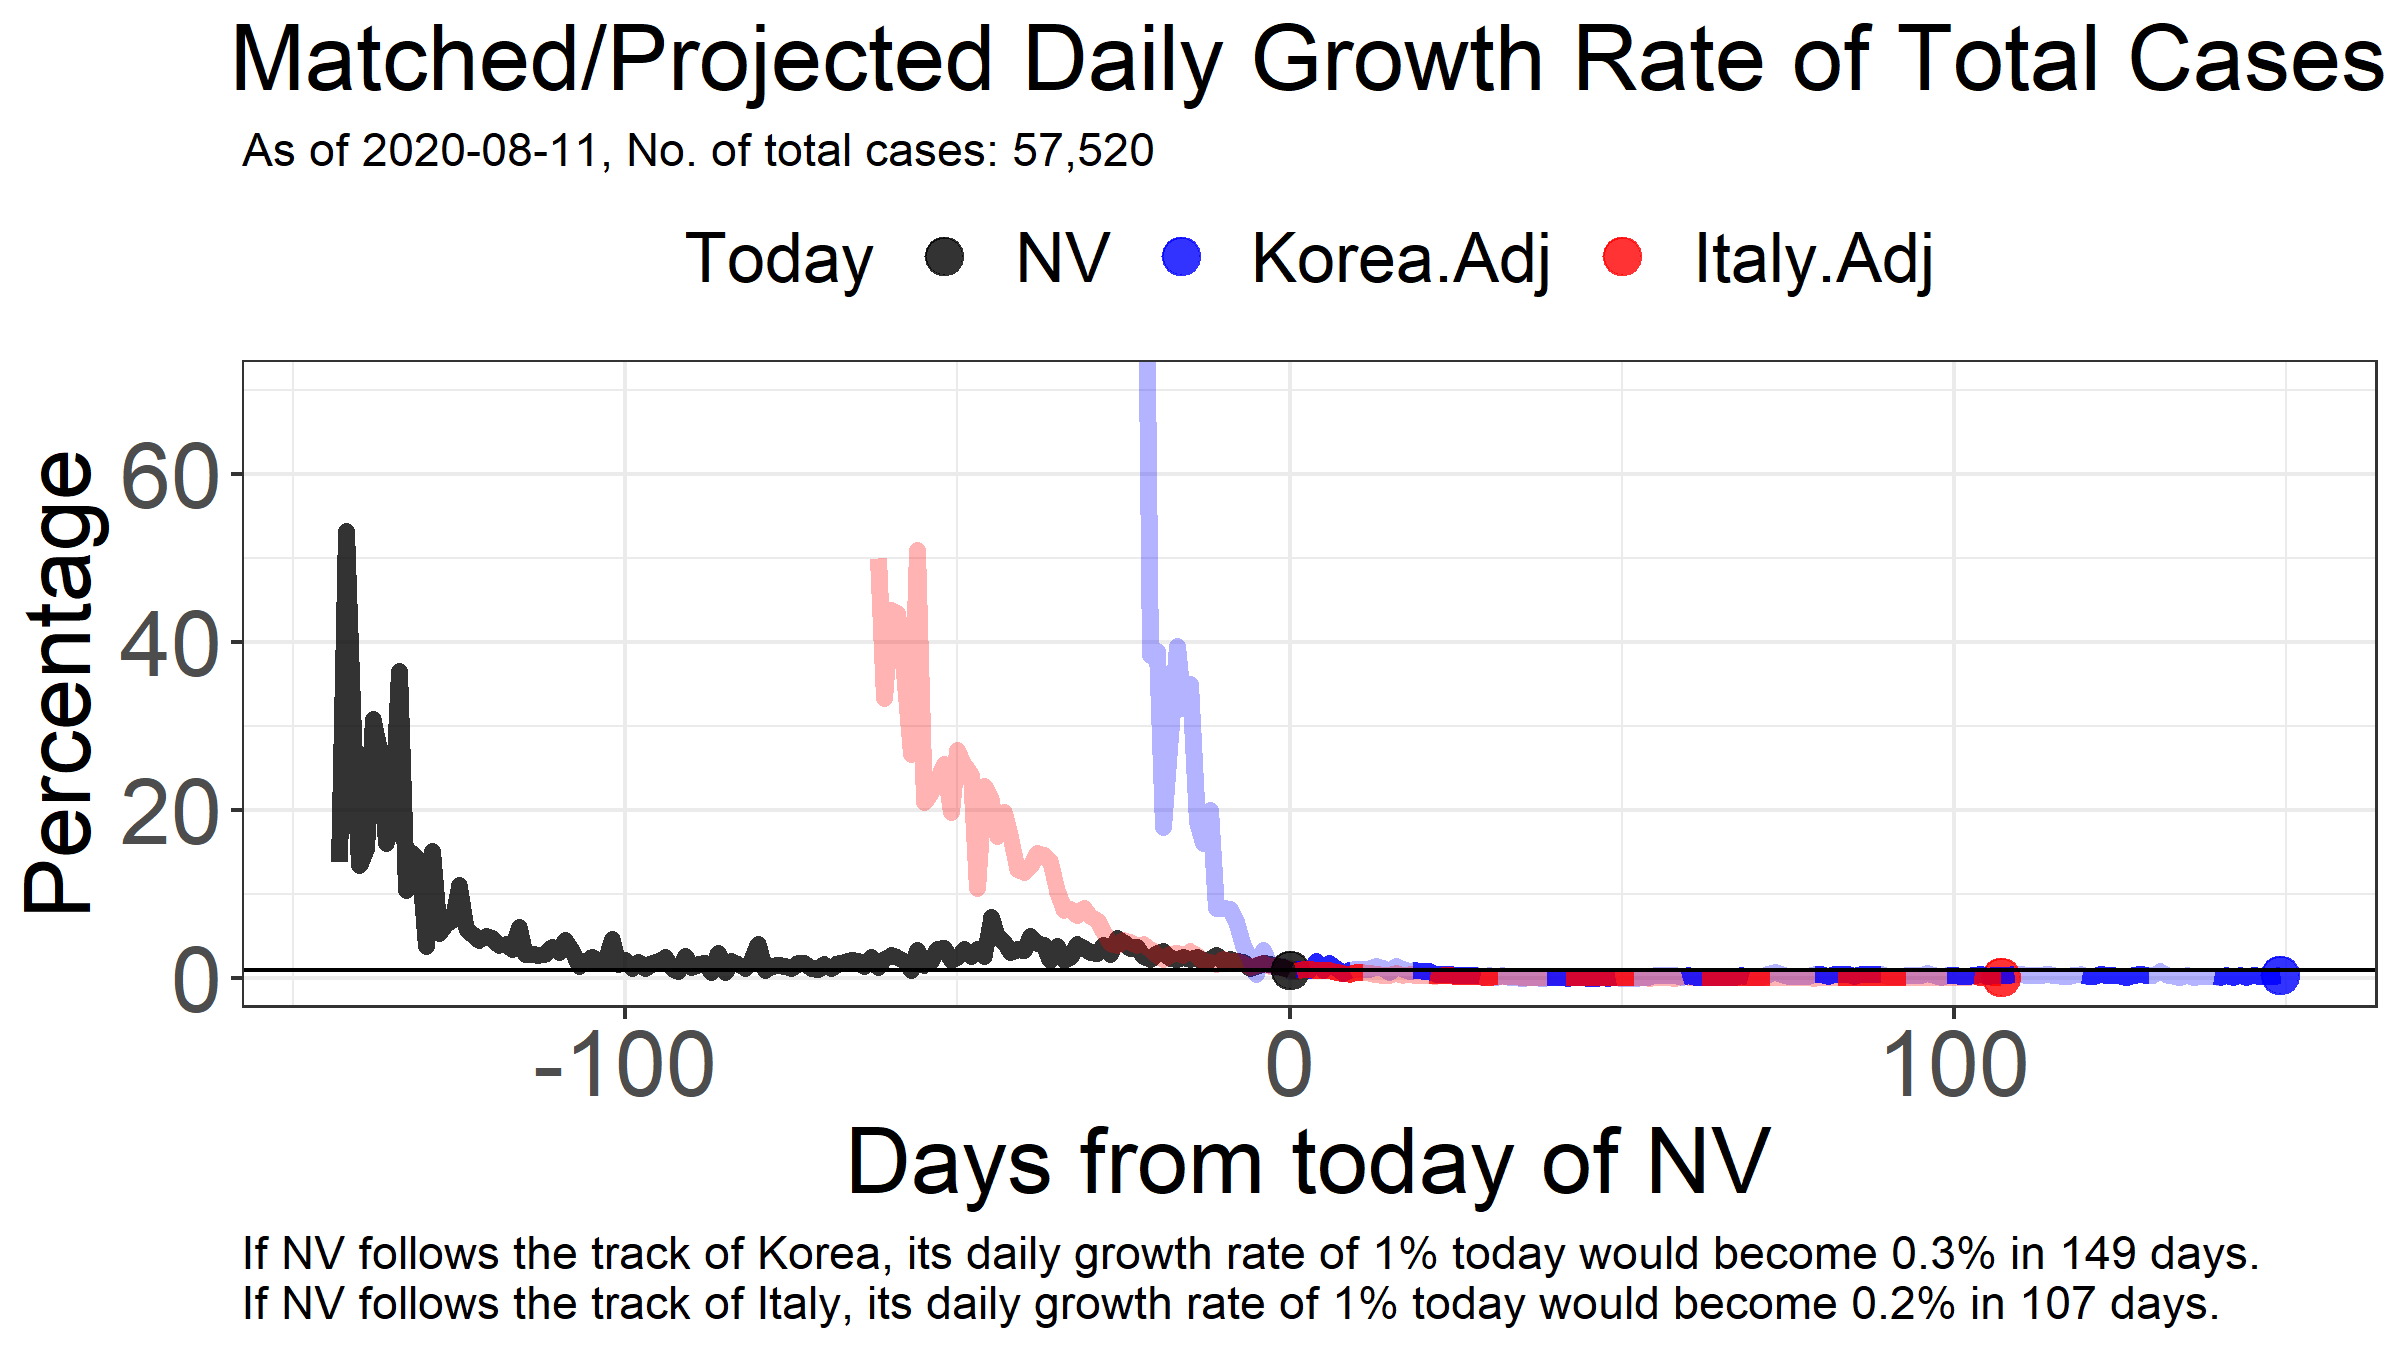 Matched/Projected Daily Growth Rate of Total Cases
As of 2020-08-11, No. of total cases: 57,520
Today NV Korea.Adj Italy.Adj
Percentage
60
40
20
0
-100 0 100
Days from today of NV
If NV follows the track of Korea, its daily growth rate of 1% today would become 0.3% in 149 days.
If NV follows the track of Italy, its daily growth rate of 1% today would become 0.2% in 107 days.